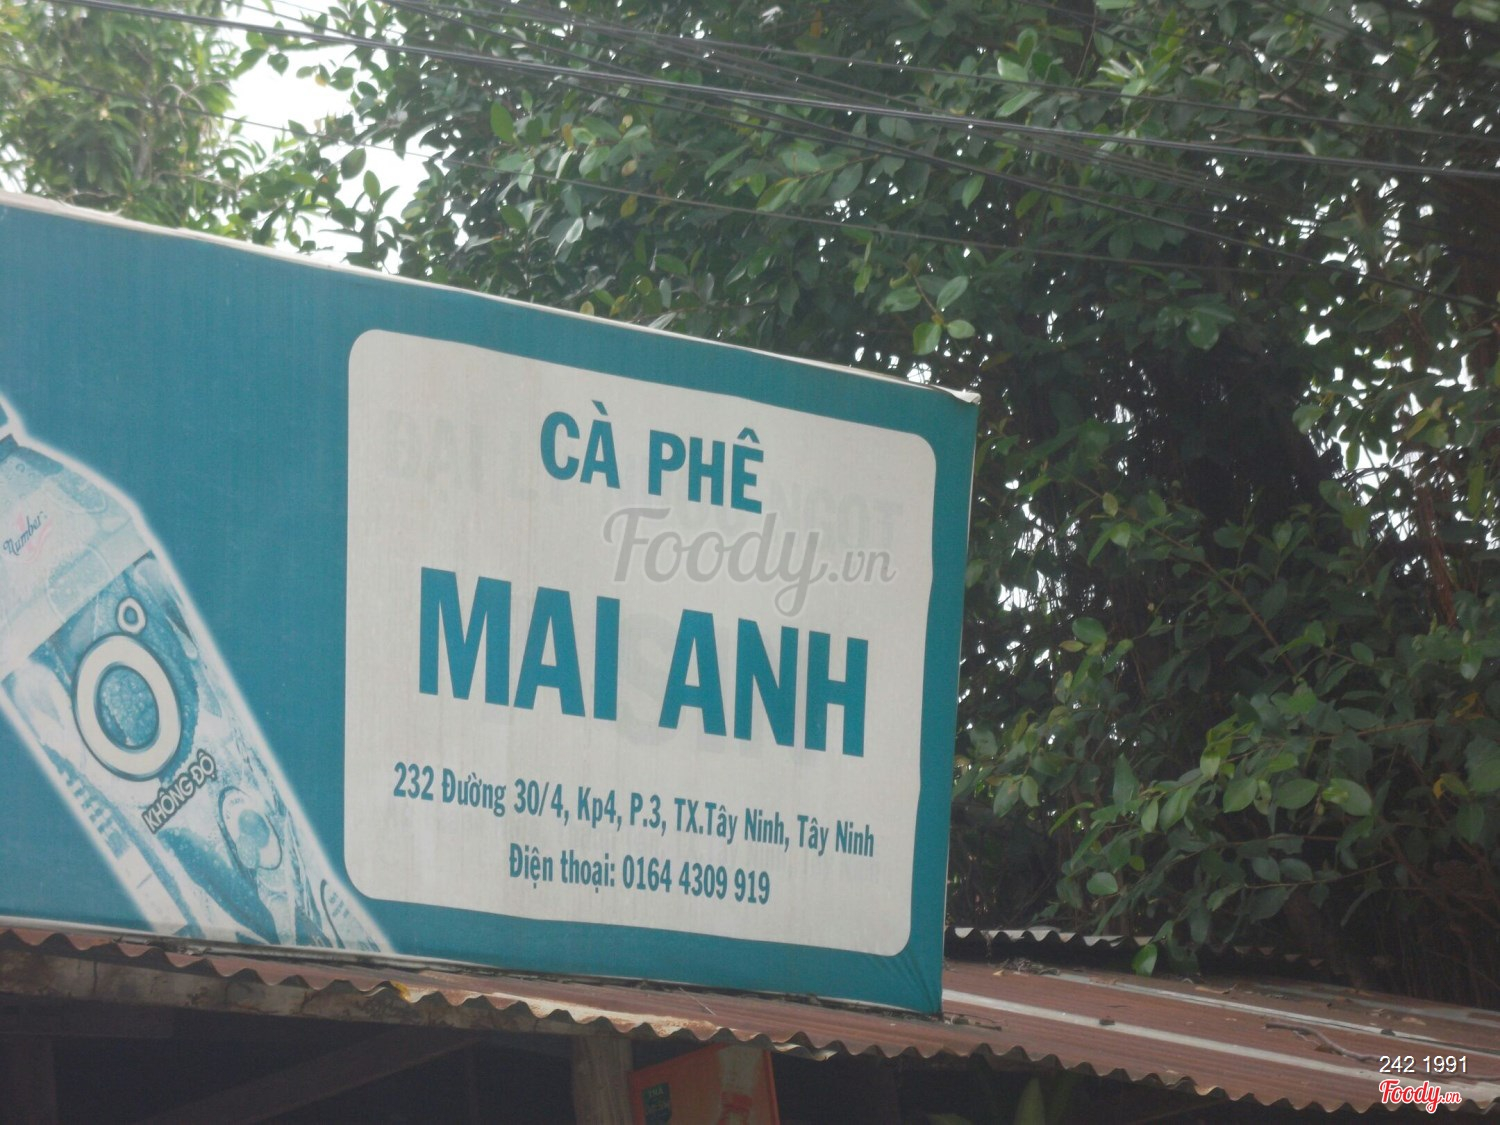 CÀ PHÊ
MAI ANH
232 Đường 30/4, Kp4, P.3, TX.Tây Ninh, Tây Ninh
Điện thoại: 0164 4309 919
Number
KHÔNG ĐỘ
Foody.vn
242 1991
Foody.vn